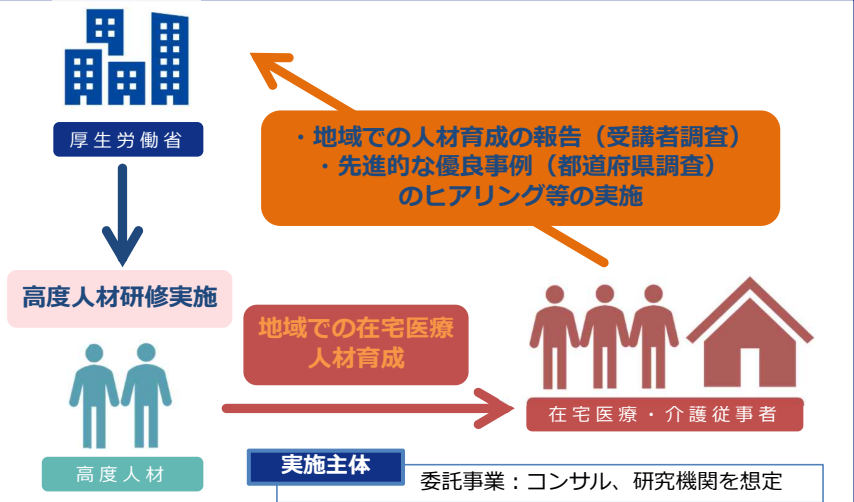 厚生労働省
・地域での人材育成の報告（受講者調査）
・先進的な優良事例（都道府県調査）
のヒアリング等の実施
高度人材研修実施
地域での在宅医療
人材育成
在宅医療・介護従事者
高度人材
実施主体
委託事業：コンサル、研究機関を想定